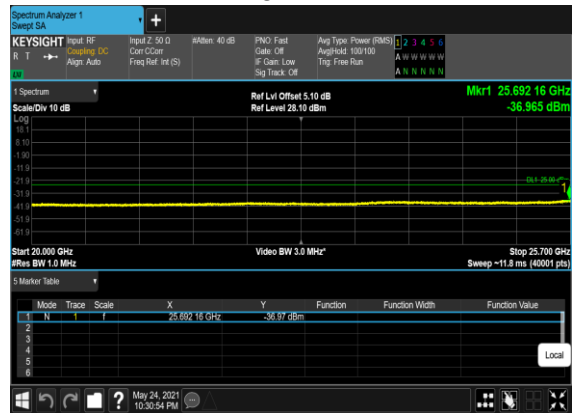 Spectrum Analyzer 1
Swept SA
+
KEYSIGHT Input: RF Input Z: 50 Ω #Atten: 40 dB PNO: Fast Avg Type: Power (RMS) 1 2 3 4 5 6
R T Coupling: DC Corr CCorr Gate: Off Avg|Hold: 100/100 A W W W W W
Align: Auto Freq Ref: Int (S) IF Gain: Low Trig: Free Run
LW Sig Track: Off A N N N N N
1 Spectrum Ref Lvl Offset 5.10 dB Mkr1 25.692 16 GHz
Scale/Div 10 dB Ref Level 28.10 dBm -36.965 dBm
Log
18.1
8.10
-1.90
-11.9
-21.9 DL1 -25.00 dBm
-31.9 1
-41.9
-51.9
-61.9
Start 20.000 GHz Video BW 3.0 MHz* Stop 25.700 GHz
#Res BW 1.0 MHz Sweep ~11.8 ms (40001 pts)
5 Marker Table
Mode Trace Scale X Y Function Function Width Function Value
1 N 1 f 25.692 16 GHz -36.97 dBm
2
3
4
5
6
Local
? May 24, 2021
10:30:54 PM